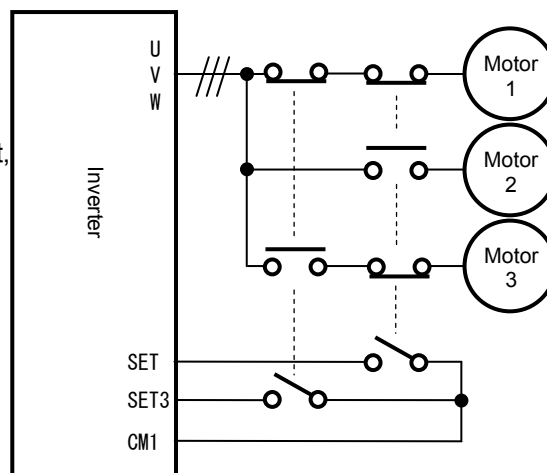 U
V
W
t,
Inverter
Motor
1
Motor
2
Motor
3
SET
SET3
CM1